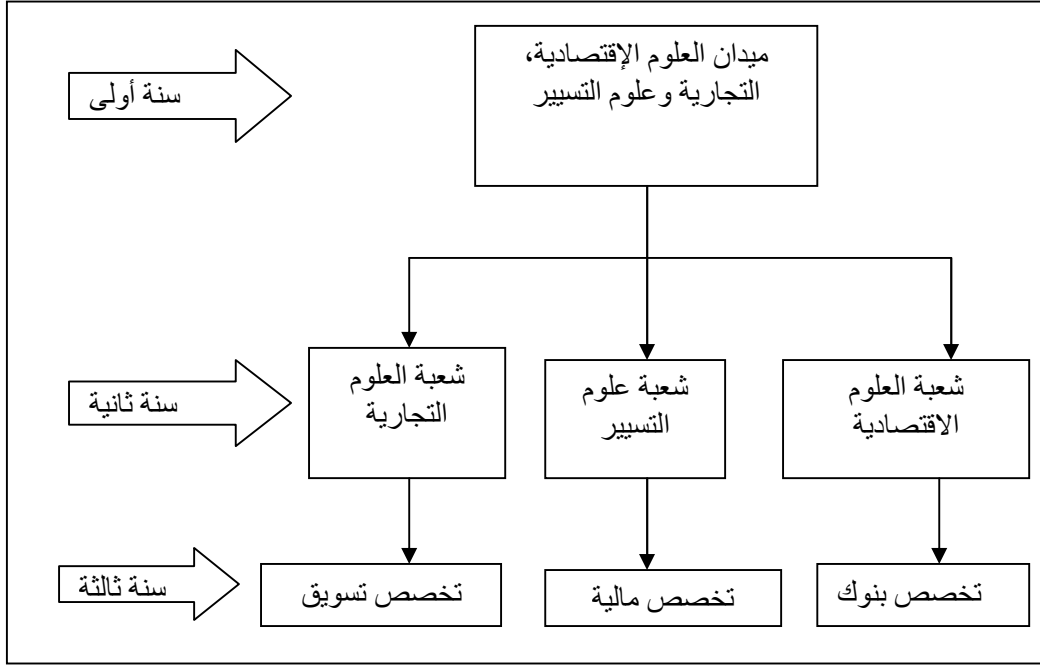 ميدان العلوم الإقتصادية،
التجارية وعلوم التسيير
سنة أولى
شعبة العلوم
الاقتصادية
شعبة علوم
التسيير
شعبة العلوم
التجارية
سنة ثانية
تخصص بنوك
تخصص مالية
تخصص تسويق
سنة ثالثة